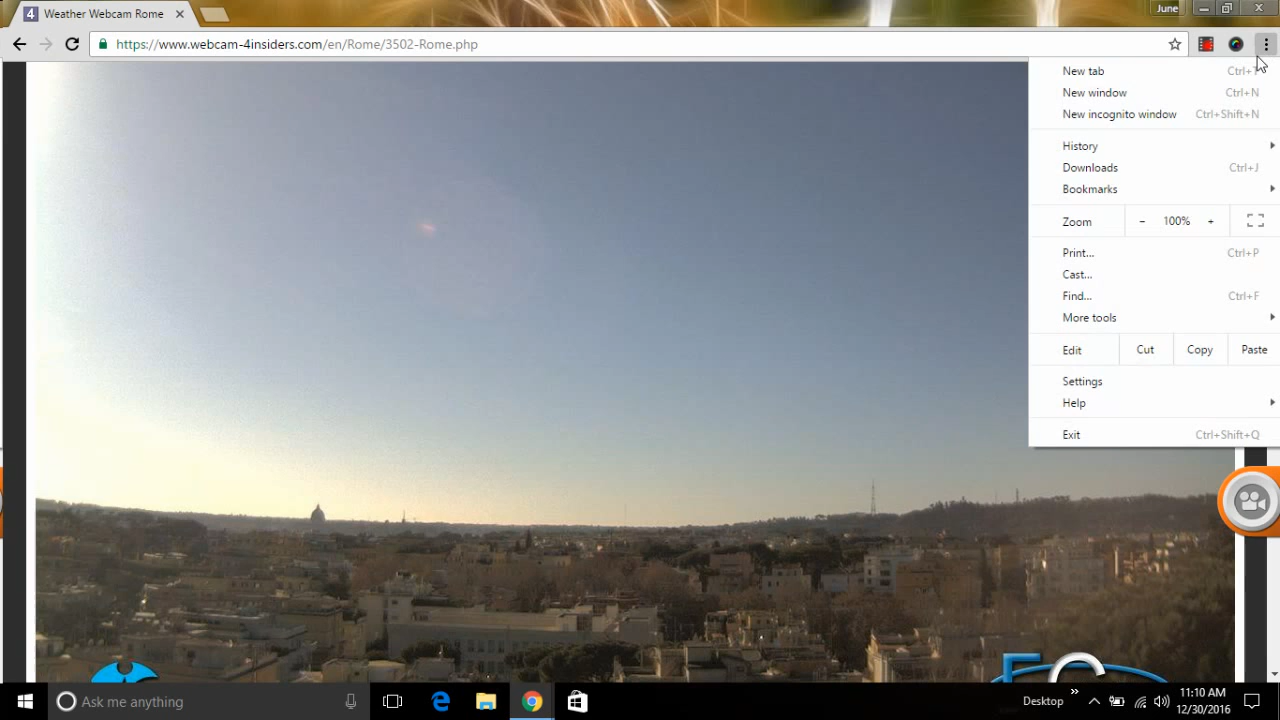 4 Weather Webcam Rome
June
https://www.webcam-4insiders.com/en/Rome/3502-Rome.php
New tab
New window Ctrl+N
New incognito window Ctrl+Shift+N
History
Downloads Ctrl+J
Bookmarks
Zoom - 100% +
Print... Ctrl+P
Cast...
Find... Ctrl+F
More tools
Edit Cut Copy Paste
Settings
Help
Exit Ctrl+Shift+Q
Ask me anything
Desktop
11:10 AM
12/30/2016